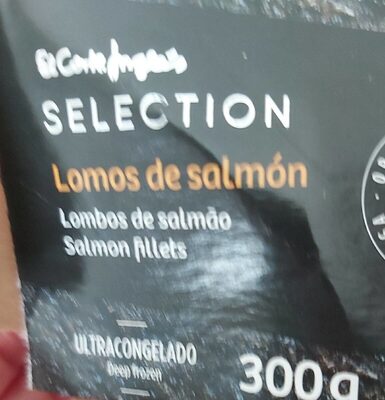 El Corte Inglés
SELECTION
Lomos de salmón
Lombos de salmão
Salmon fillets
ULTRACONGELADO
Deep frozen
300g